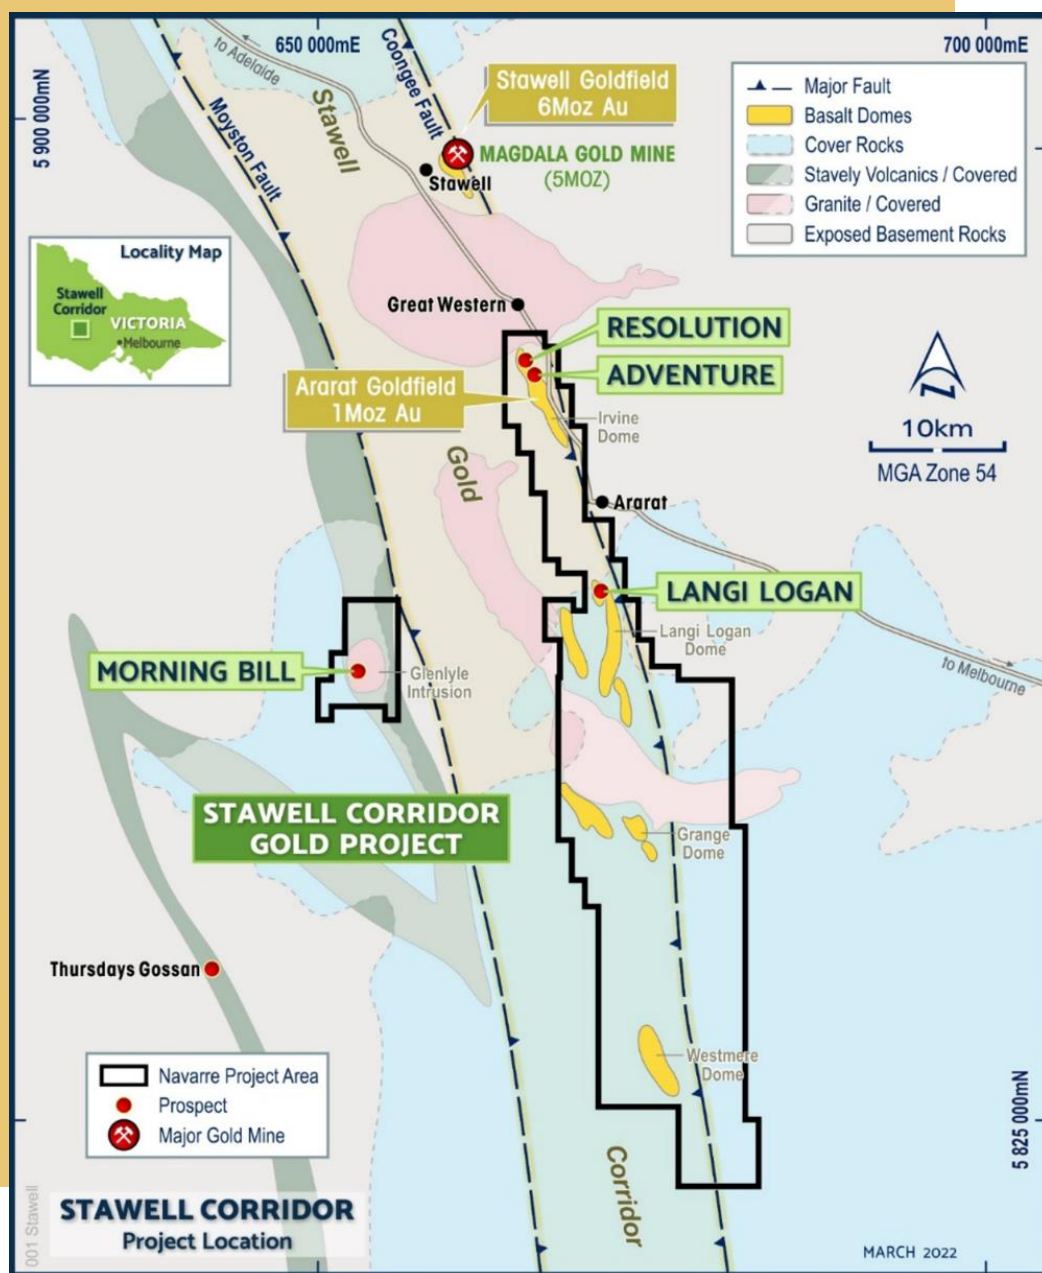 650 000mE
700 000mE
5 900 000mN
to Adelaide
Coongee Fault
Moyston Fault
Stawell
Stawell Goldfield
6Moz Au
MAGDALA GOLD MINE
(5MOZ)
Stawell
Major Fault
Basalt Domes
Cover Rocks
Stavely Volcanics / Covered
Granite / Covered
Exposed Basement Rocks
Locality Map
Stawell
Corridor
VICTORIA
Melbourne
Great Western
RESOLUTION
ADVENTURE
Ararat Goldfield
1Moz Au
Irvine
Dome
N
10km
MGA Zone 54
Gold
Ararat
LANGI LOGAN
Langi Logan
Dome
to Melbourne
MORNING BILL
Glenlyle
Intrusion
STAWELL CORRIDOR
GOLD PROJECT
Grange
Dome
Thursdays Gossan
Westmere
Dome
Navarre Project Area
Prospect
Major Gold Mine
5 825 000mN
Corridor
001 Stawell
STAWELL CORRIDOR
Project Location
MARCH 2022